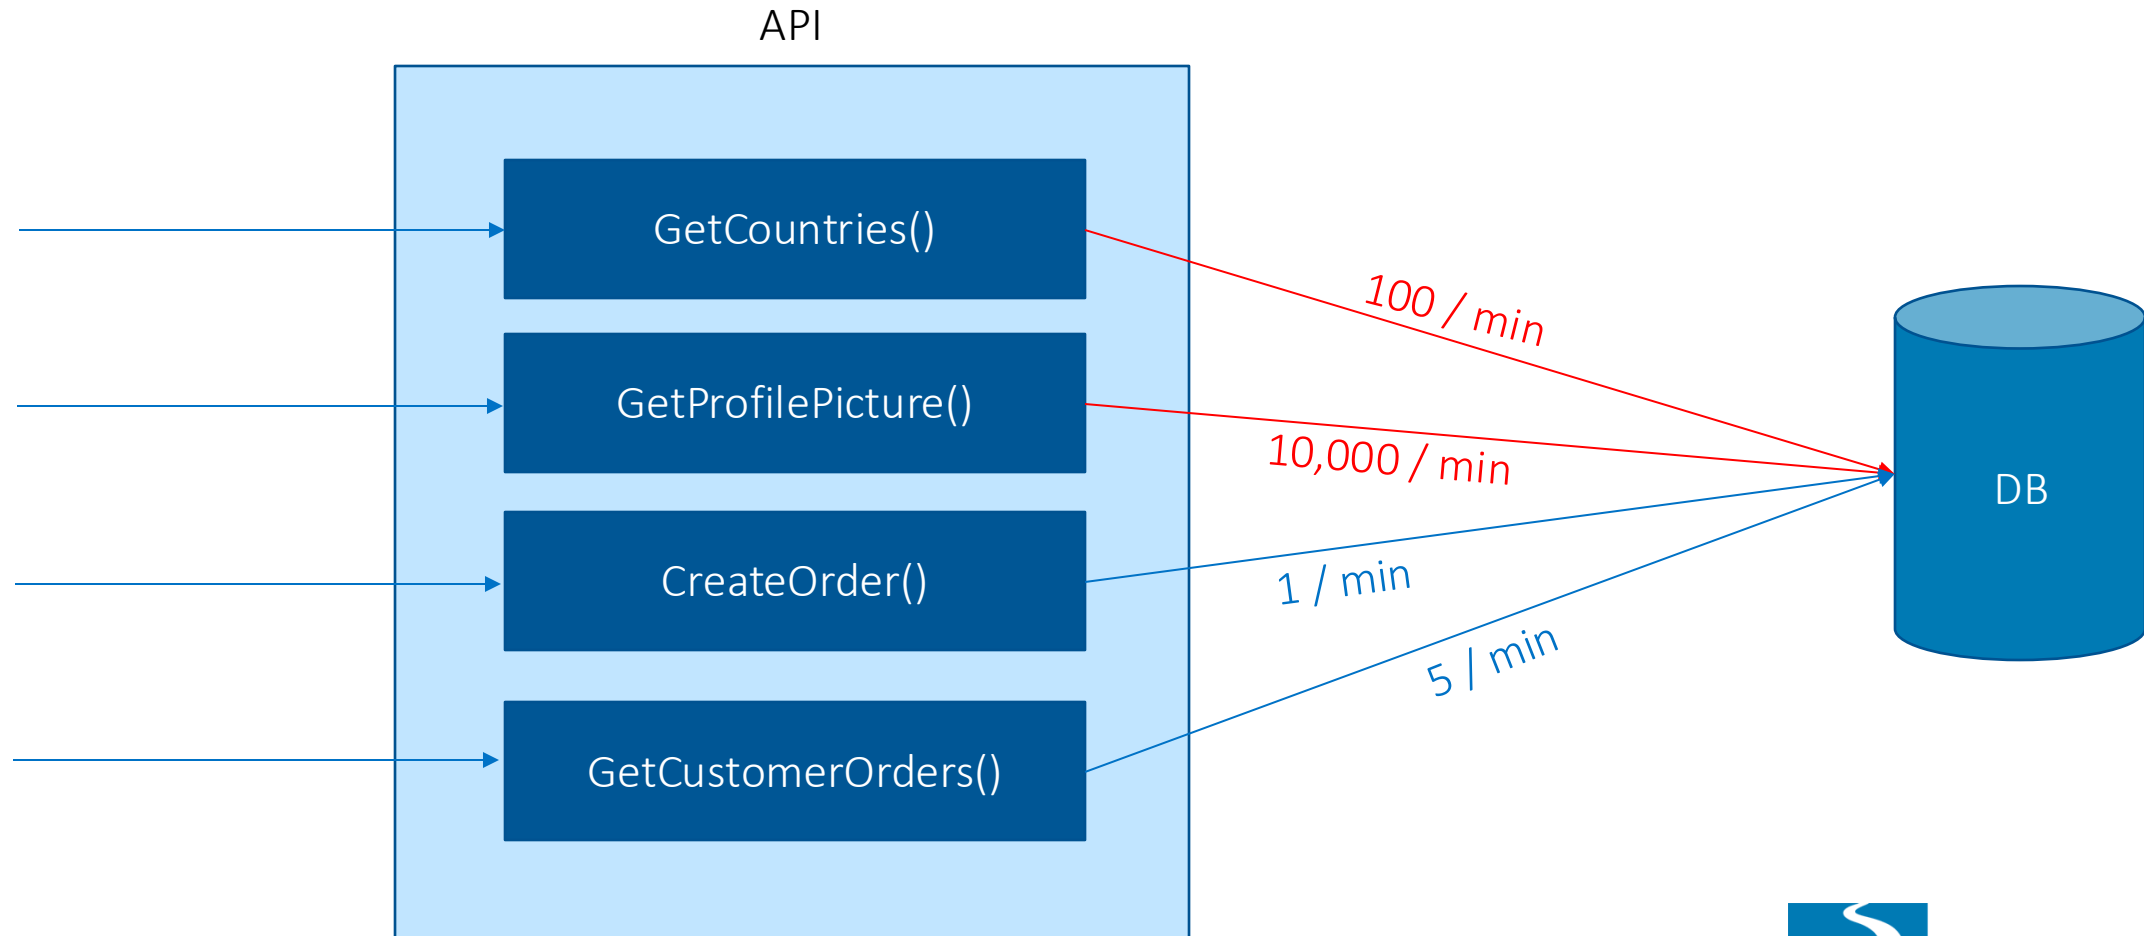 API
GetCountries()
100 / min
GetProfilePicture()
10,000 / min
DB
CreateOrder()
1 / min
5 / min
GetCustomerOrders()